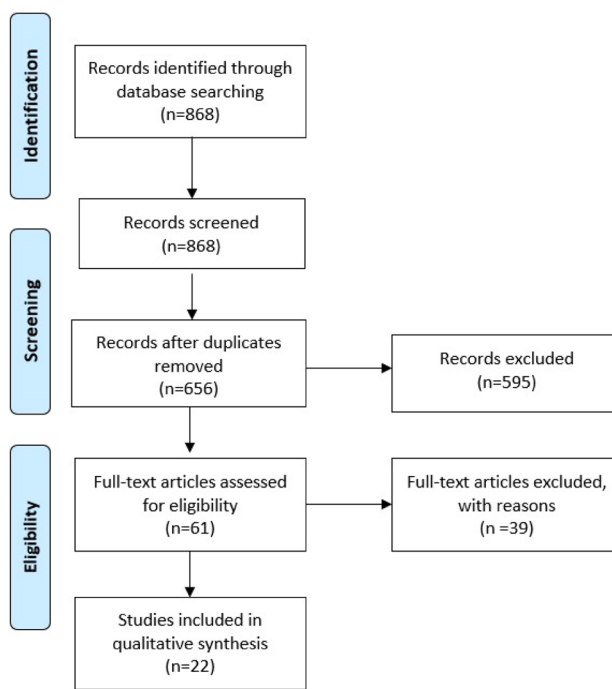 Identification
Records identified through
database searching
(n=868)
Records screened
(n=868)
Screening
Records after duplicates
removed
(n=656)
Records excluded
(n=595)
Eligibility
Full-text articles assessed
for eligibility
(n=61)
Full-text articles excluded,
with reasons
(n =39)
Studies included in
qualitative synthesis
(n=22)